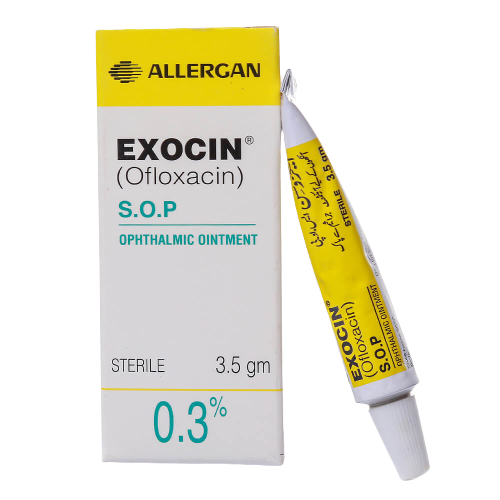 ALLERGAN
EXOCIN®
(Ofloxacin)
S.O.P
OPHTHALMIC OINTMENT
STERILE 3.5 gm
0.3%
STERILE 3.5 gm
EXOCIN®
(Ofloxacin)
S.O.P
OPHTHALMIC OINTMENT